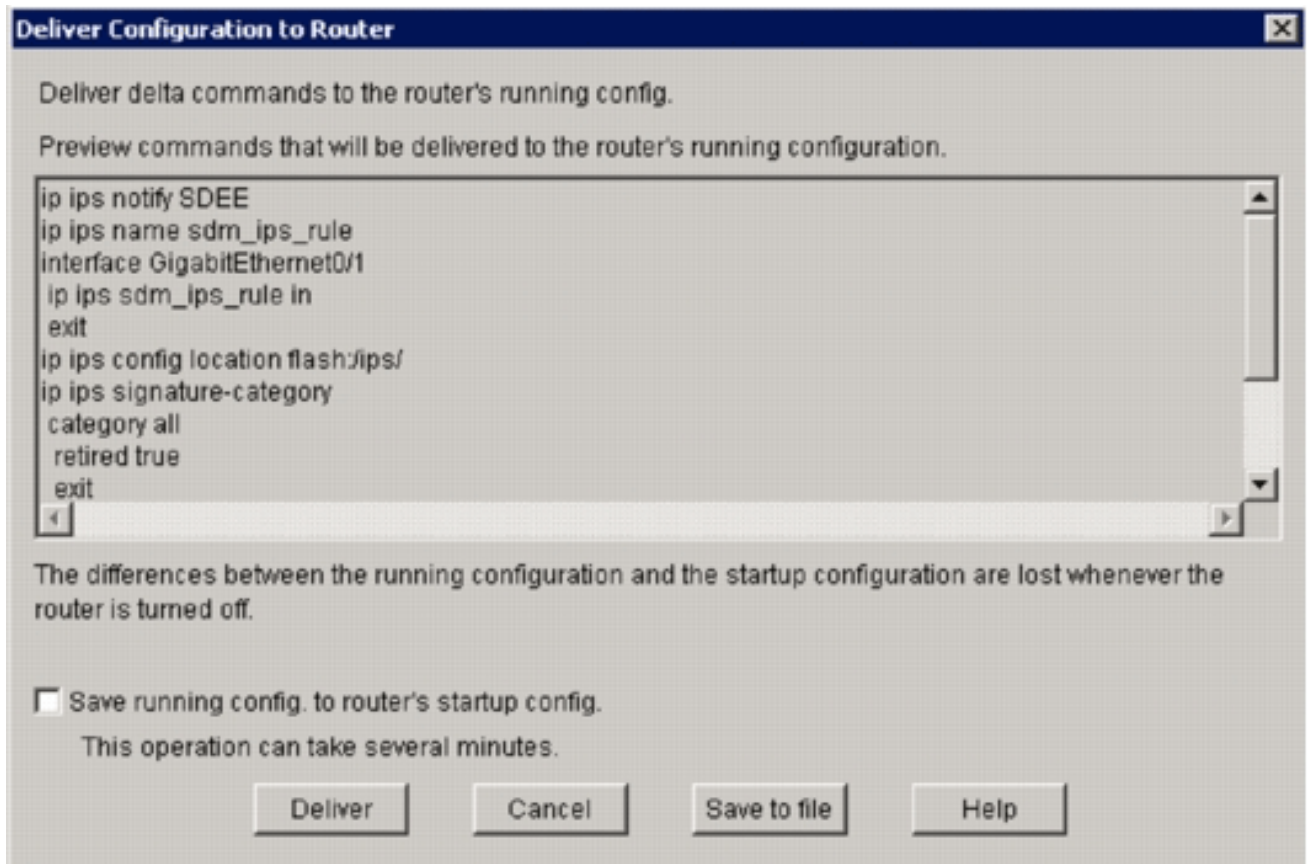 Deliver Configuration to Router
Deliver delta commands to the router's running config.
Preview commands that will be delivered to the router's running configuration.
ip ips notify SDEE
ip ips name sdm_ips_rule
interface GigabitEthernet0/1
ip ips sdm_ips_rule in
exit
ip ips config location flash:/ips/
ip ips signature-category
category all
retired true
exit
The differences between the running configuration and the startup configuration are lost whenever the
router is turned off.
Save running config. to router's startup config.
This operation can take several minutes.
Deliver Cancel Save to file Help